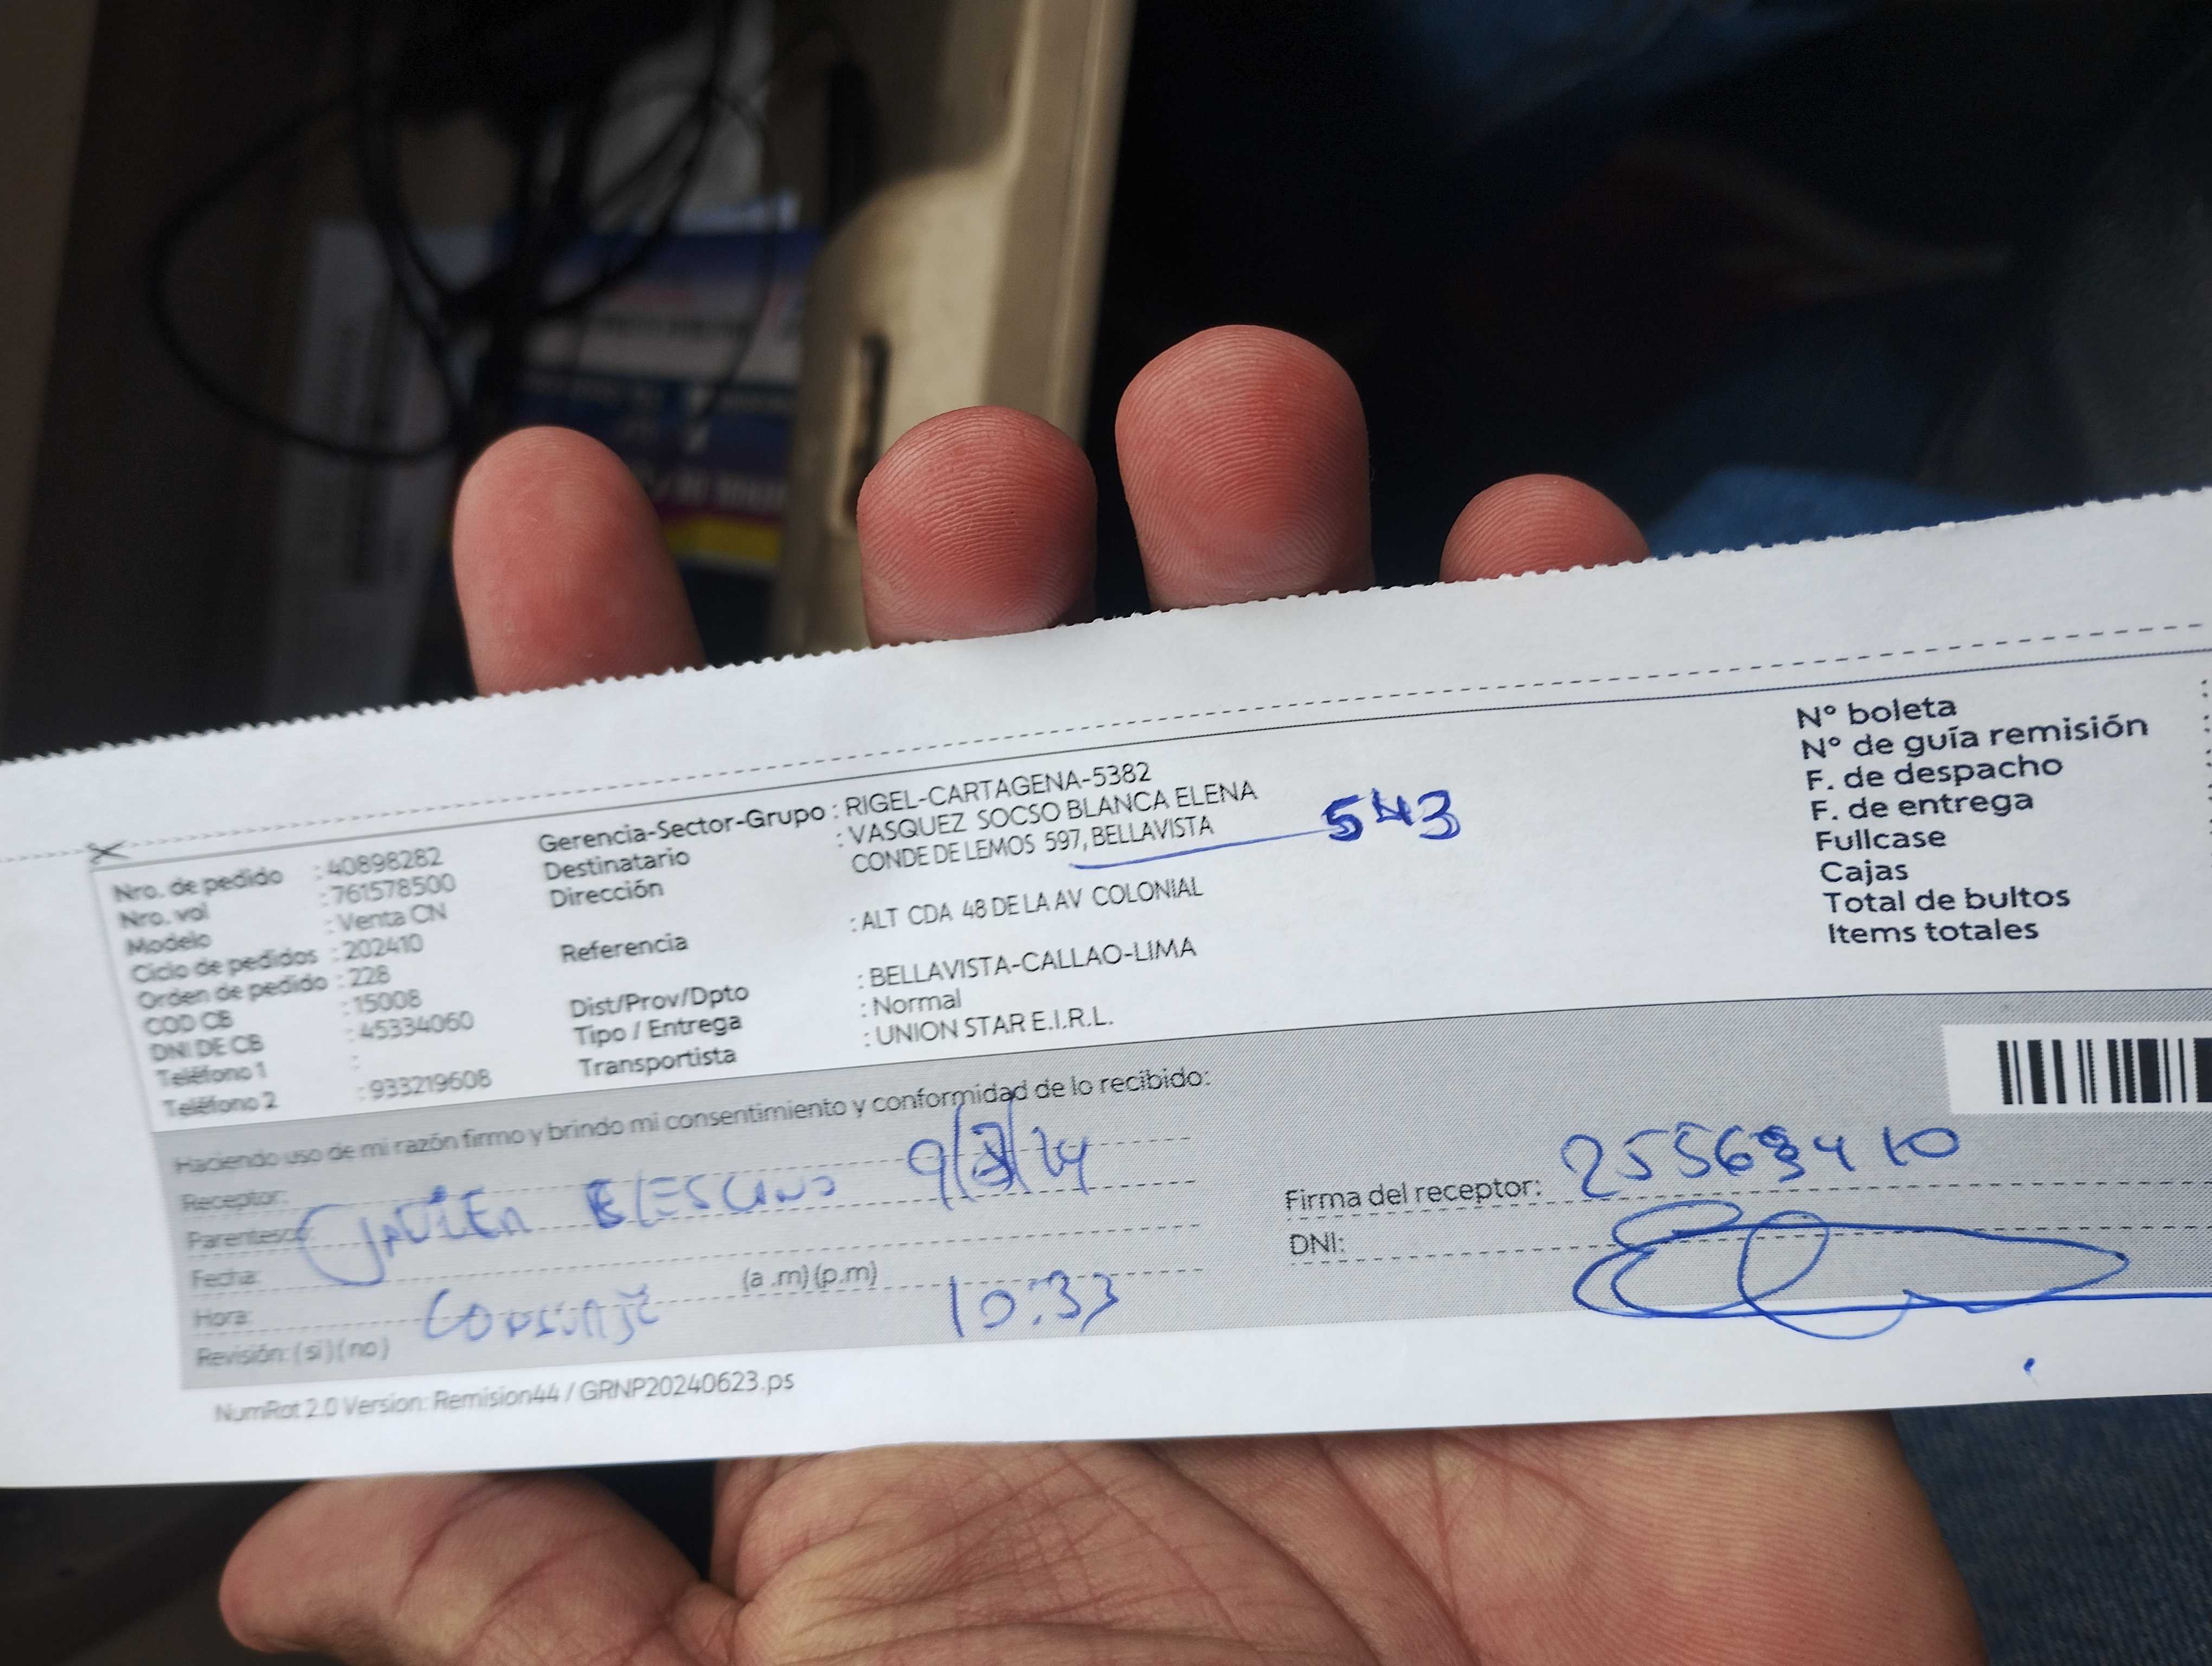 Nro. de pedido : 40898282
Nro. vol : 761578500
Modelo : Venta CN
Ciclo de pedidos : 202410
Orden de pedido : 228
COD CB : 15008
DNI DE CB : 45334060
Teléfono 1 :
Teléfono 2 : 933219608
Gerencia-Sector-Grupo : RIGEL-CARTAGENA-5382
Destinatario : VASQUEZ SOCSO BLANCA ELENA
Dirección CONDE DE LEMOS 597, BELLAVISTA 543
Referencia : ALT CDA 48 DE LA AV COLONIAL
Dist/Prov/Dpto : BELLAVISTA-CALLAO-LIMA
Tipo / Entrega : Normal
Transportista : UNION STAR E.I.R.L.
N° boleta
N° de guía remisión
F. de despacho
F. de entrega
Fullcase
Cajas
Total de bultos
Items totales
Haciendo uso de mi razón firmo y brindo mi consentimiento y conformidad de lo recibido:
Receptor:
Parentesco:
Fecha:
Hora: (a .m) (p.m) 10:33
Revisión: ( si ) ( no )
Firma del receptor:
DNI:
NumRot 2.0 Version: Remision44 / GRNP20240623.ps